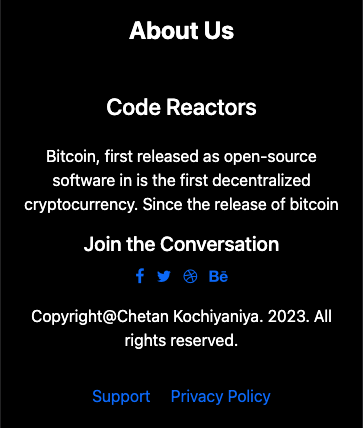 About Us
Code Reactors
Bitcoin, first released as open-source
software in is the first decentralized
cryptocurrency. Since the release of bitcoin
Join the Conversation
Bē
Copyright@Chetan Kochiyaniya. 2023. All
rights reserved.
Support Privacy Policy